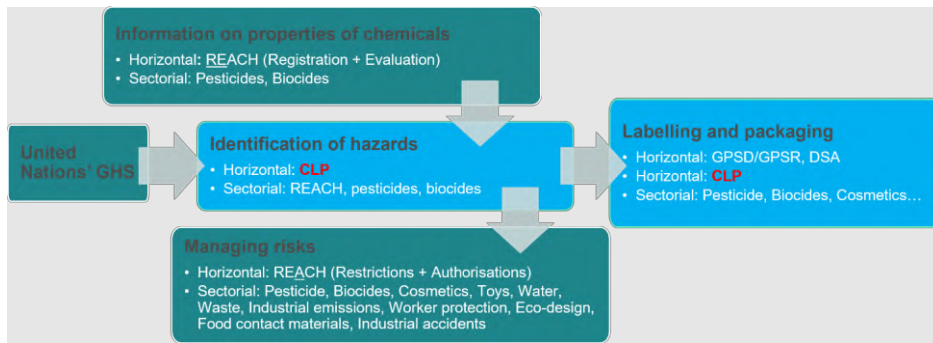 Information on properties of chemicals
• Horizontal: REACH (Registration + Evaluation)
• Sectorial: Pesticides, Biocides
United
Nations' GHS
Identification of hazards
• Horizontal: CLP
• Sectorial: REACH, pesticides, biocides
Labelling and packaging
• Horizontal: GPSD/GPSR, DSA
• Horizontal: CLP
• Sectorial: Pesticide, Biocides, Cosmetics...
Managing risks
• Horizontal: REACH (Restrictions + Authorisations)
• Sectorial: Pesticide, Biocides, Cosmetics, Toys, Water,
Waste, Industrial emissions, Worker protection, Eco-design,
Food contact materials, Industrial accidents